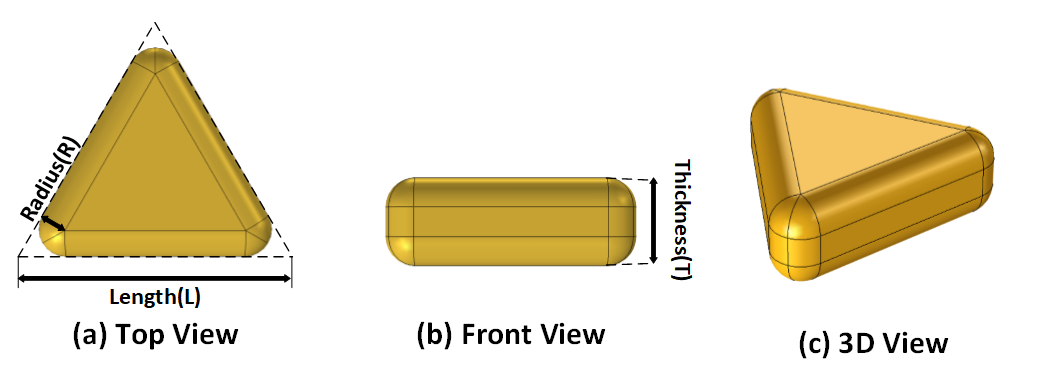 Radius(R)
Length(L)
(a) Top View
Thickness(T)
(b) Front View
(c) 3D View